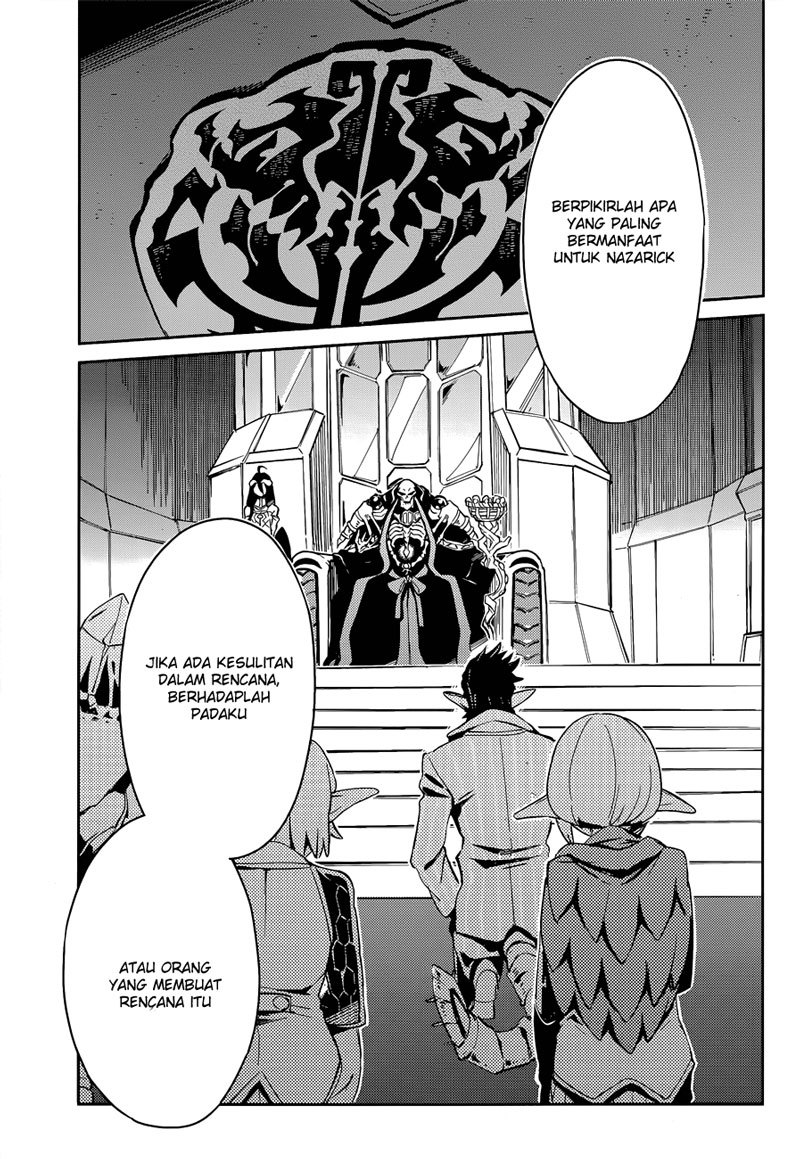 BERPIKIRLAH APA
YANG PALING
BERMANFAAT
UNTUK NAZARICK
JIKA ADA KESULITAN
DALAM RENCANA,
BERHADAPLAH
PADAKU
ATAU ORANG
YANG MEMBUAT
RENCANA ITU